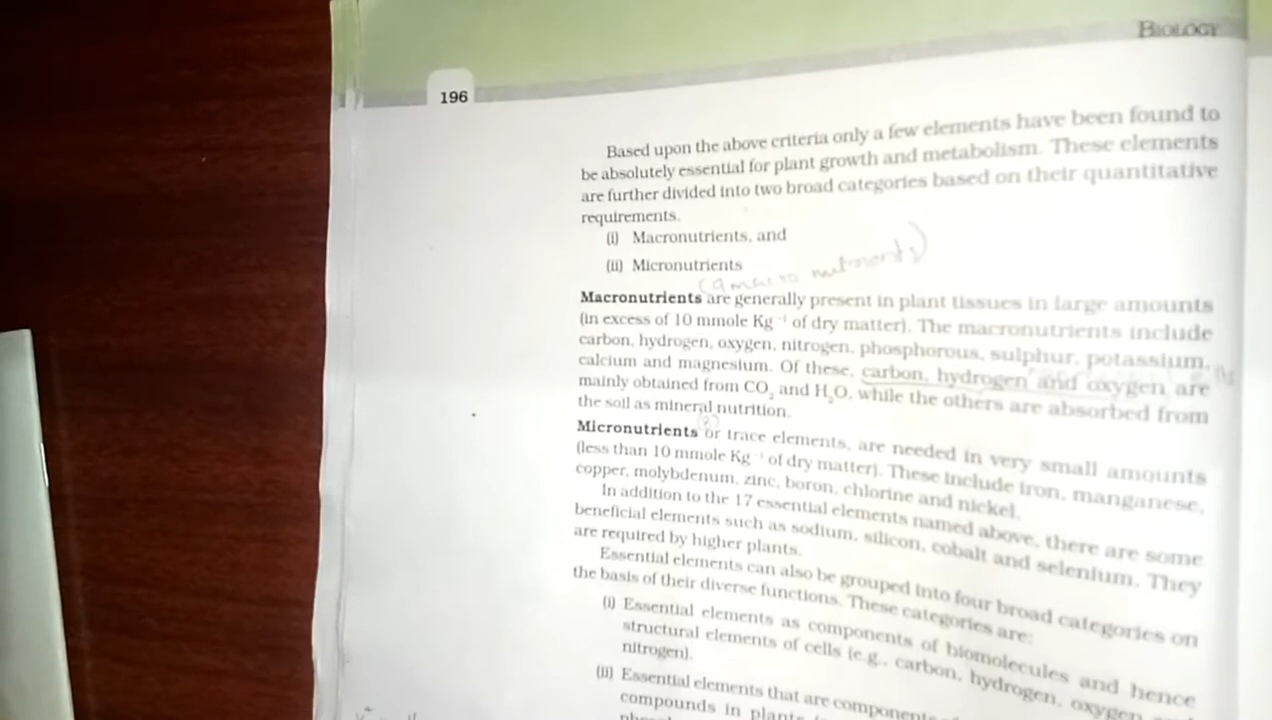 BIOLOGY
196
Based upon the above criteria only a few elements have been found to
be absolutely essential for plant growth and metabolism. These elements
are further divided into two broad categories based on their quantitative
requirements.
(i) Macronutrients, and
(ii) Micronutrients
(9 macro nutrients)
Macronutrients are generally present in plant tissues in large amounts
(in excess of 10 mmole Kg⁻¹ of dry matter). The macronutrients include
carbon, hydrogen, oxygen, nitrogen, phosphorous, sulphur, potassium,
calcium and magnesium. Of these, carbon, hydrogen and oxygen are
mainly obtained from CO₂ and H₂O, while the others are absorbed from
the soil as mineral nutrition.
(8)
Micronutrients or trace elements, are needed in very small amounts
(less than 10 mmole Kg⁻¹ of dry matter). These include iron, manganese,
copper, molybdenum, zinc, boron, chlorine and nickel.
In addition to the 17 essential elements named above, there are some
beneficial elements such as sodium, silicon, cobalt and selenium. They
are required by higher plants.
Essential elements can also be grouped into four broad categories on
the basis of their diverse functions. These categories are:
(i) Essential elements as components of biomolecules and hence
structural elements of cells (e.g., carbon, hydrogen, oxygen
nitrogen).
(ii) Essential elements that are components
compounds in plants